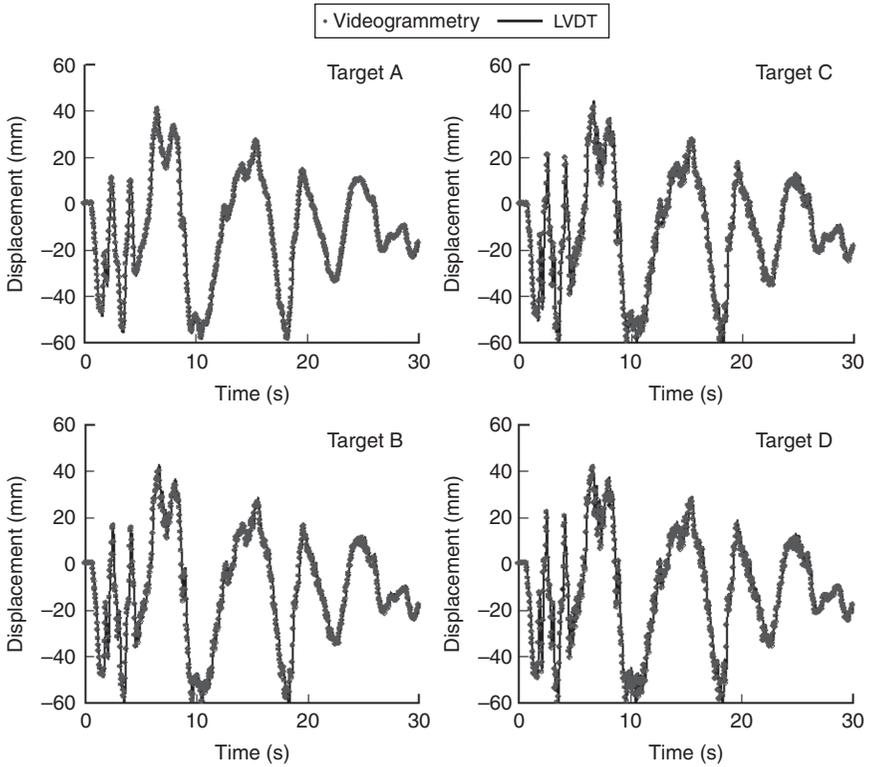 Videogrammetry LVDT
Target A
Displacement (mm)
60
40
20
0
–20
–40
–60
0 10 20 30
Time (s)
Target C
Displacement (mm)
60
40
20
0
–20
–40
–60
0 10 20 30
Time (s)
Target B
Displacement (mm)
60
40
20
0
–20
–40
–60
0 10 20 30
Time (s)
Target D
Displacement (mm)
60
40
20
0
–20
–40
–60
0 10 20 30
Time (s)